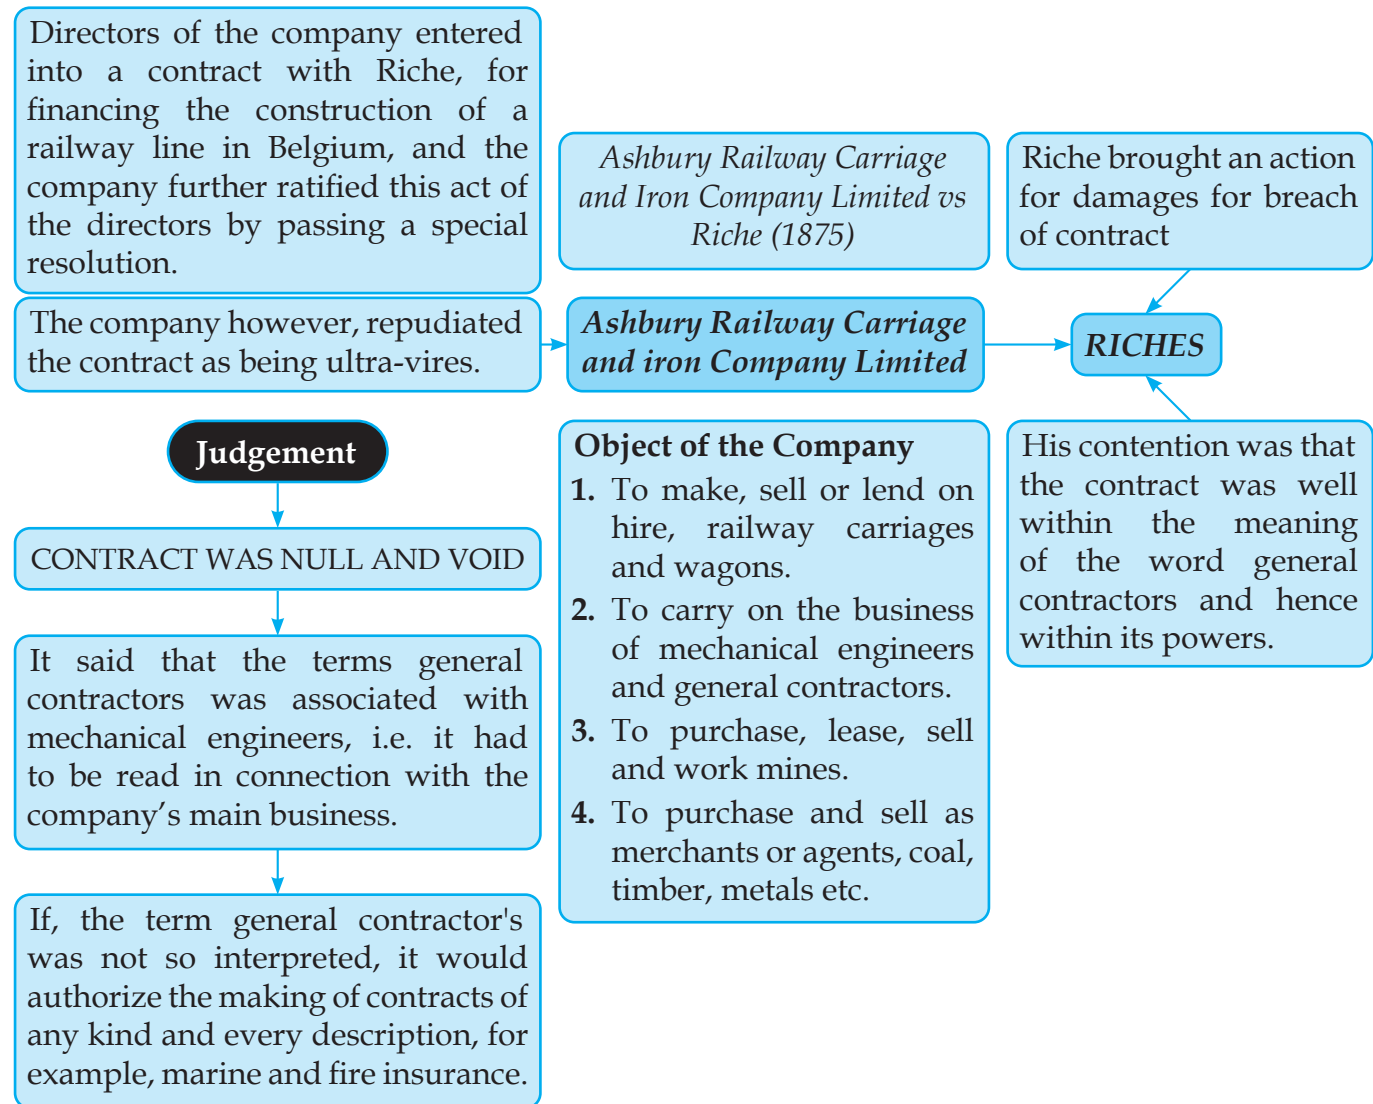 Directors of the company entered
into a contract with Riche, for
financing the construction of a
railway line in Belgium, and the
company further ratified this act of
the directors by passing a special
resolution.
Ashbury Railway Carriage
and Iron Company Limited vs
Riche (1875)
Riche brought an action
for damages for breach
of contract
The company however, repudiated
the contract as being ultra-vires.
Ashbury Railway Carriage
and iron Company Limited
RICHES
Judgement
CONTRACT WAS NULL AND VOID
It said that the terms general
contractors was associated with
mechanical engineers, i.e. it had
to be read in connection with the
company’s main business.
If, the term general contractor's
was not so interpreted, it would
authorize the making of contracts of
any kind and every description, for
example, marine and fire insurance.
Object of the Company
1. To make, sell or lend on
hire, railway carriages
and wagons.
2. To carry on the business
of mechanical engineers
and general contractors.
3. To purchase, lease, sell
and work mines.
4. To purchase and sell as
merchants or agents, coal,
timber, metals etc.
His contention was that
the contract was well
within the meaning
of the word general
contractors and hence
within its powers.